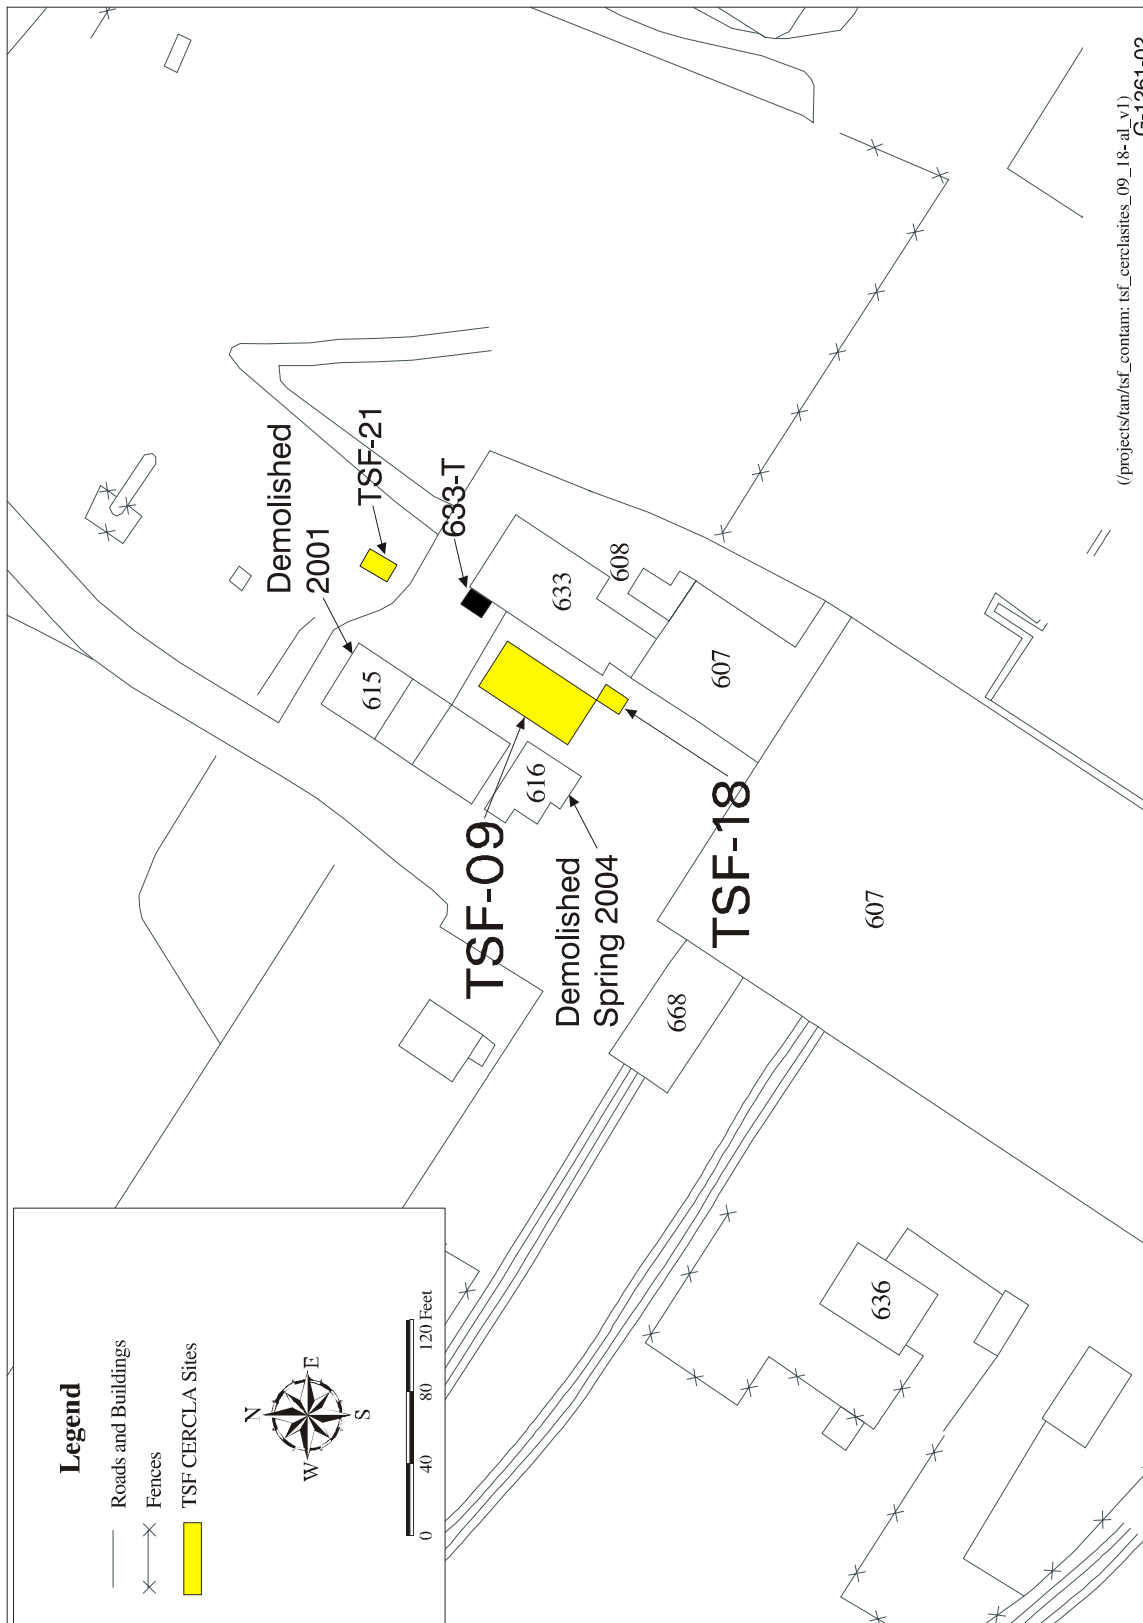 Legend
Roads and Buildings
Fences
TSF CERCLA Sites
N
W
E
S
0 40 80 120 Feet
Demolished
2001
TSF-21
633-T
615
633
608
607
616
TSF-09
Demolished
Spring 2004
TSF-18
668
607
636
(/projects/tan/tsf_contam: tsf_cerclasites_09_18-al_v1)
G-1261-02